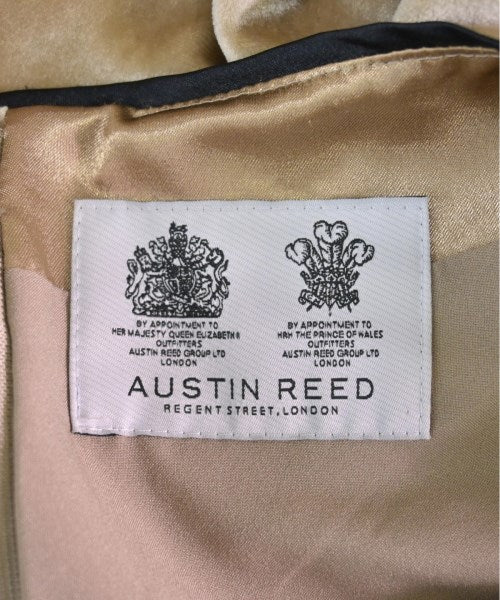 BY APPOINTMENT TO
HER MAJESTY QUEEN ELIZABETH II
OUTFITTERS
AUSTIN REED GROUP LTD
LONDON
BY APPOINTMENT TO
HRH THE PRINCE OF WALES
OUTFITTERS
AUSTIN REED GROUP LTD
LONDON
AUSTIN REED
REGENT STREET, LONDON